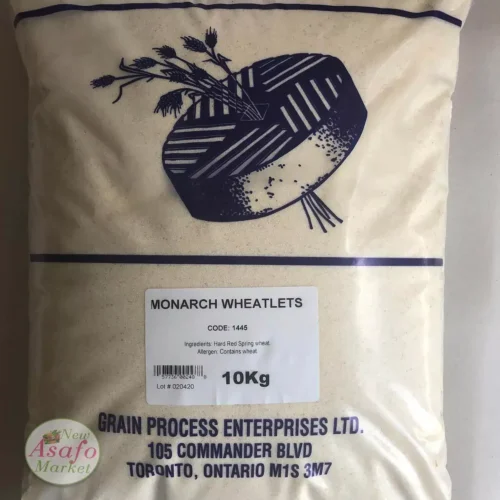 MONARCH WHEATLETS
CODE: 1445
Ingredients: Hard Red Spring wheat.
Allergen: Contains wheat
Lot # 020420
10Kg
GRAIN PROCESS ENTERPRISES LTD.
105 COMMANDER BLVD
TORONTO, ONTARIO M1S 3M7
New
Asafo
Market